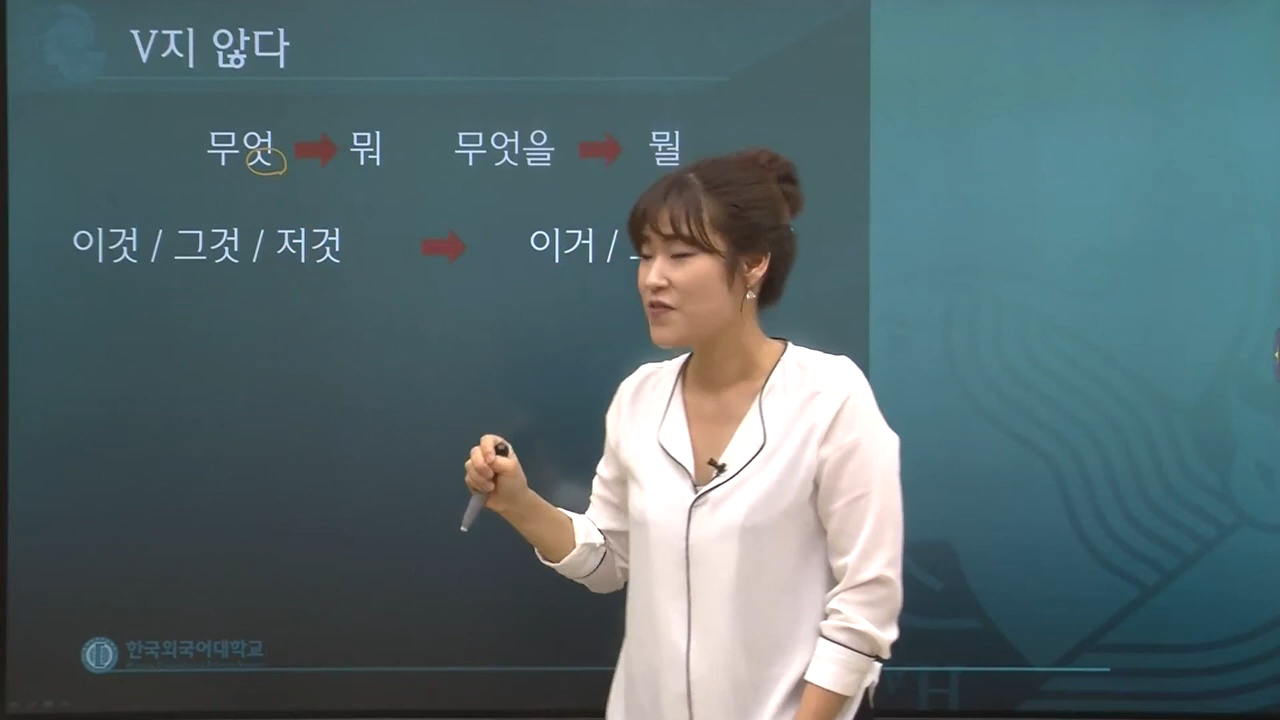 V지 않다
무엇 ➡ 뭐 무엇을 ➡ 뭘
이것 / 그것 / 저것 ➡ 이거 /
한국외국어대학교